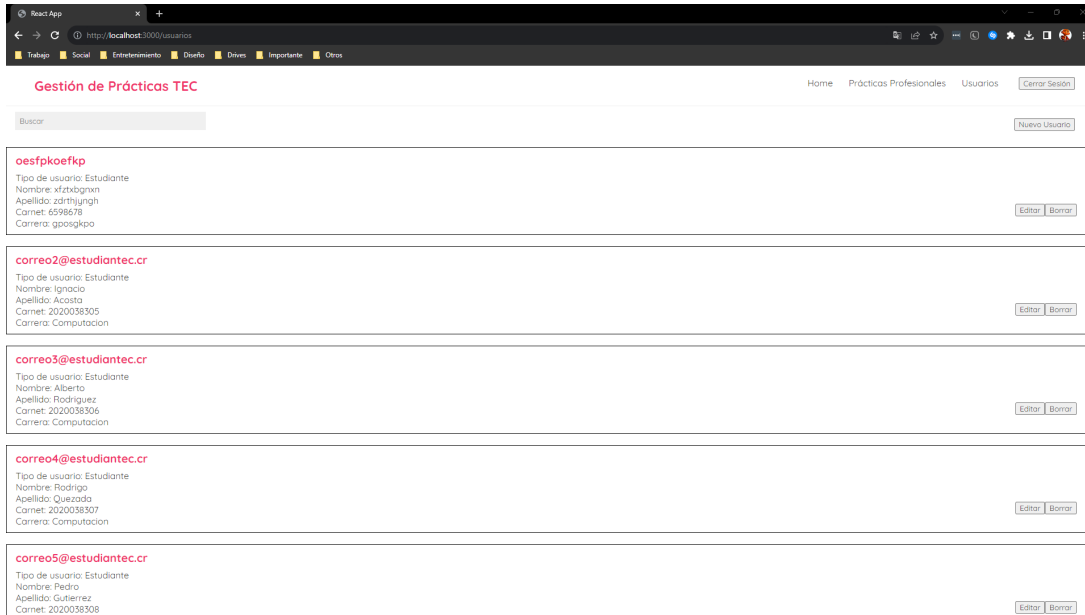 React App
http://localhost:3000/usuarios
Trabajo Social Entretenimiento Diseño Drives Importante Otros
Gestión de Prácticas TEC
Home Prácticas Profesionales Usuarios Cerrar Sesión
Buscar
Nuevo Usuario
oesfpkoefkp
Tipo de usuario: Estudiante
Nombre: xfztxbgnxn
Apellido: zdrthjyngh
Carnet: 6598678
Editar Borrar
Carrera: gposgkpo
correo2@estudiantec.cr
Tipo de usuario: Estudiante
Nombre: Ignacio
Apellido: Acosta
Carnet: 2020038305
Editar Borrar
Carrera: Computacion
correo3@estudiantec.cr
Tipo de usuario: Estudiante
Nombre: Alberto
Apellido: Rodriguez
Carnet: 2020038306
Editar Borrar
Carrera: Computacion
correo4@estudiantec.cr
Tipo de usuario: Estudiante
Nombre: Rodrigo
Apellido: Quezada
Carnet: 2020038307
Editar Borrar
Carrera: Computacion
correo5@estudiantec.cr
Tipo de usuario: Estudiante
Nombre: Pedro
Apellido: Gutierrez
Carnet: 2020038308
Editar Borrar